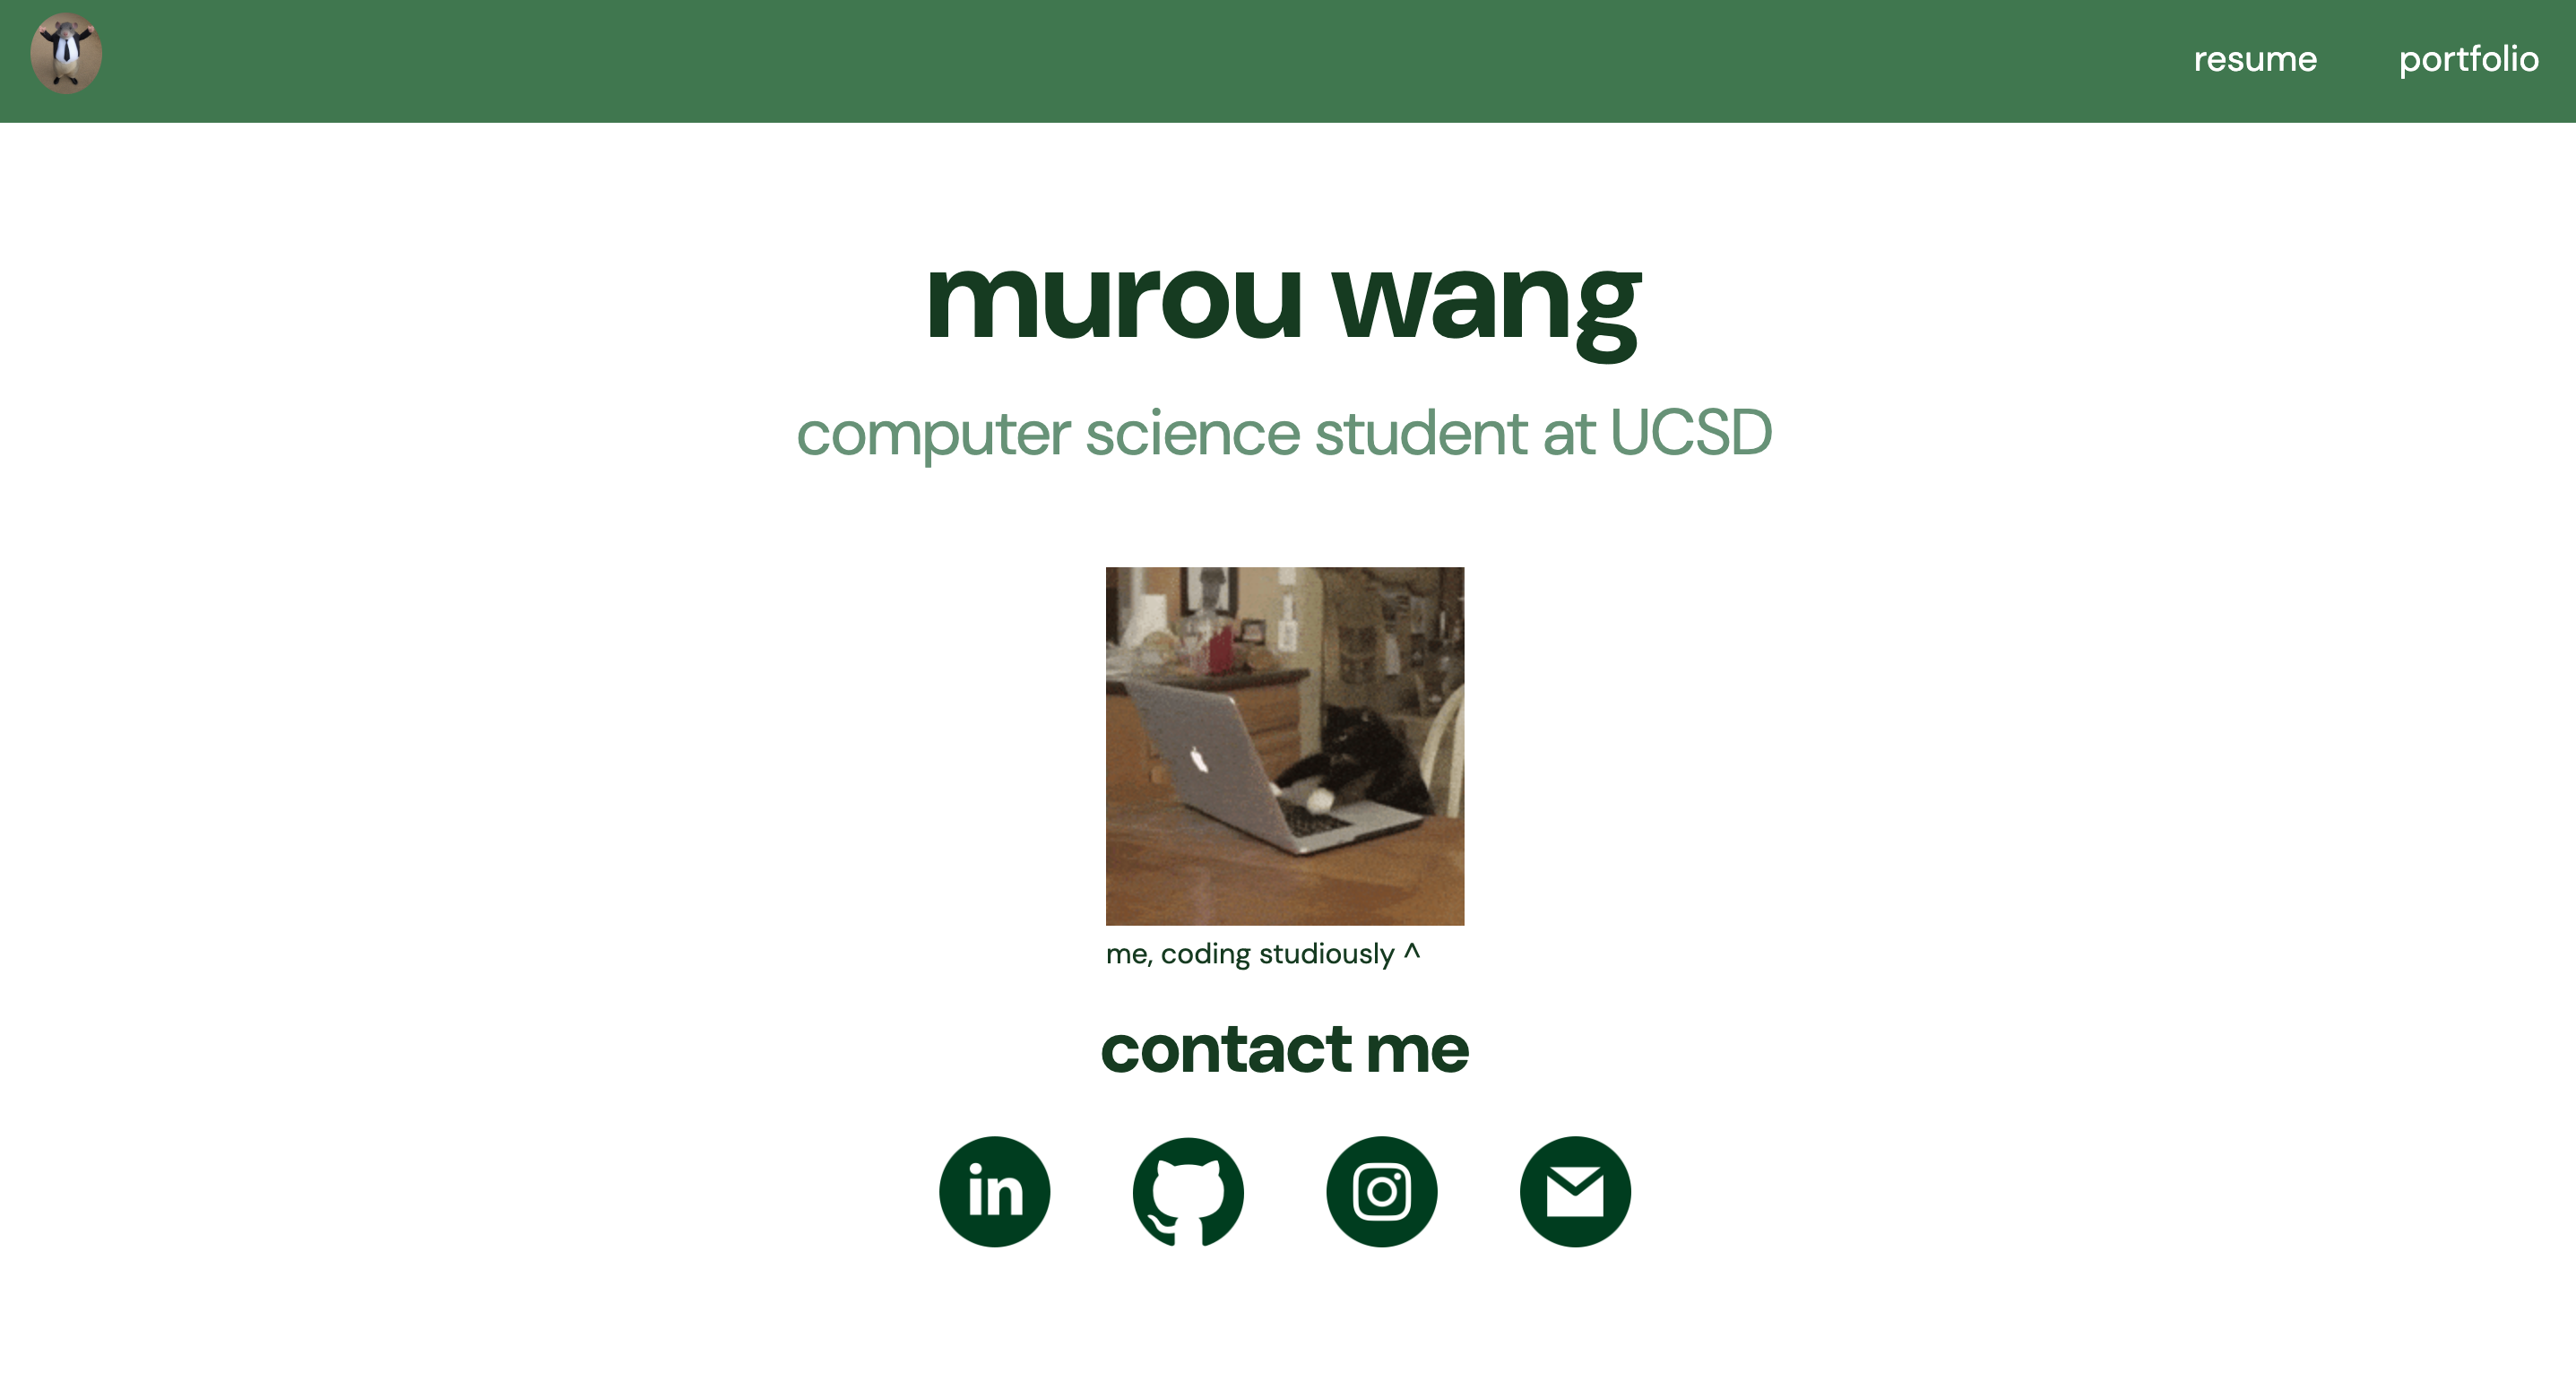 resume portfolio
murou wang
computer science student at UCSD
me, coding studiously ^
contact me
in